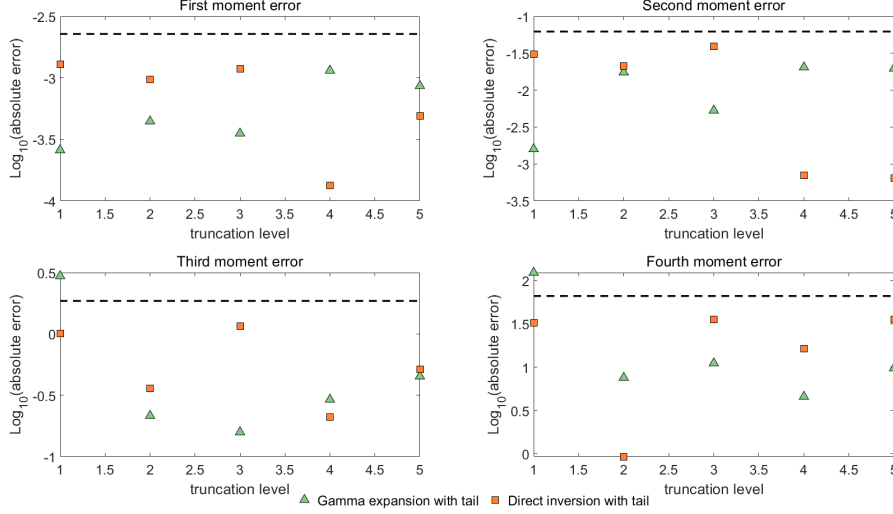 First moment error
Second moment error
-2.5
-3
-3.5
-4
Log10(absolute error)
1 1.5 2 2.5 3 3.5 4 4.5 5
truncation level
-1
-1.5
-2
-2.5
-3
-3.5
Log10(absolute error)
1 1.5 2 2.5 3 3.5 4 4.5 5
truncation level
Third moment error
Fourth moment error
0.5
0
-0.5
-1
Log10(absolute error)
1 1.5 2 2.5 3 3.5 4 4.5 5
truncation level
2
1.5
1
0.5
0
Log10(absolute error)
1 1.5 2 2.5 3 3.5 4 4.5 5
truncation level
Gamma expansion with tail Direct inversion with tail